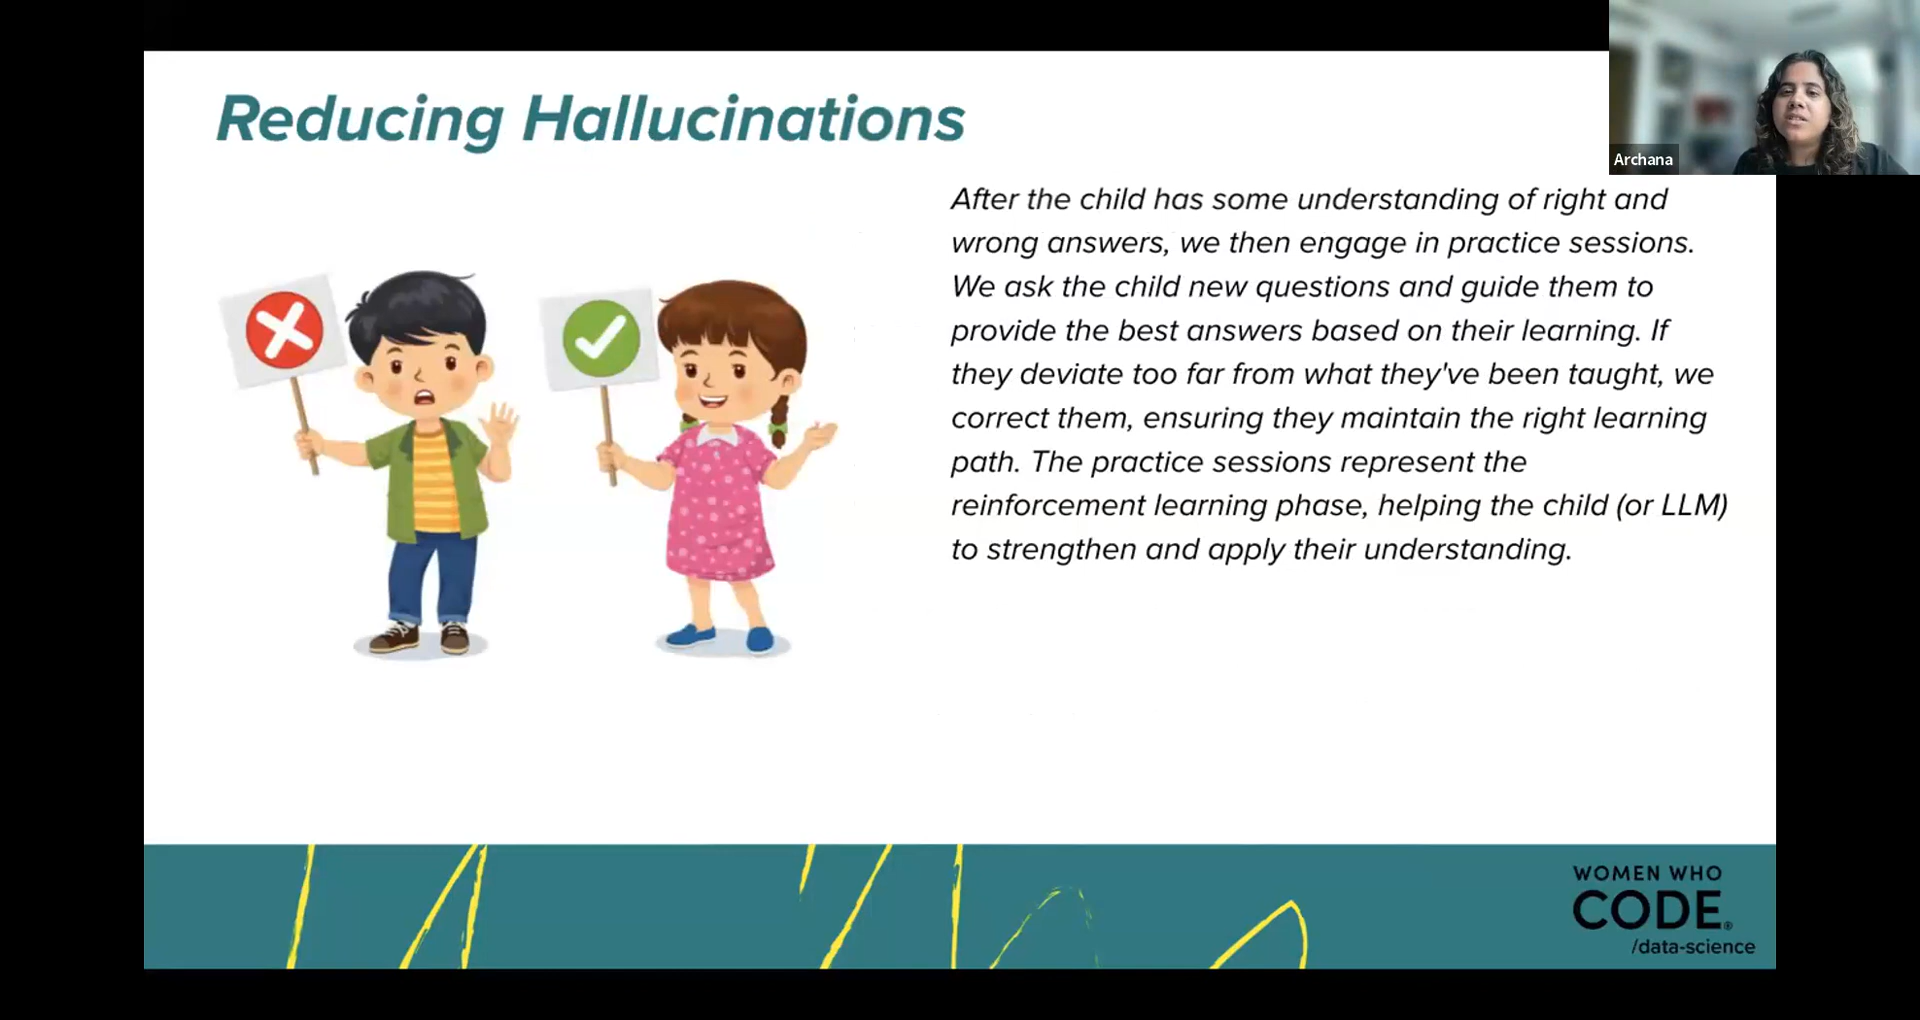 Reducing Hallucinations
Archana
After the child has some understanding of right and
wrong answers, we then engage in practice sessions.
We ask the child new questions and guide them to
provide the best answers based on their learning. If
they deviate too far from what they've been taught, we
correct them, ensuring they maintain the right learning
path. The practice sessions represent the
reinforcement learning phase, helping the child (or LLM)
to strengthen and apply their understanding.
WOMEN WHO
CODE®
/data-science